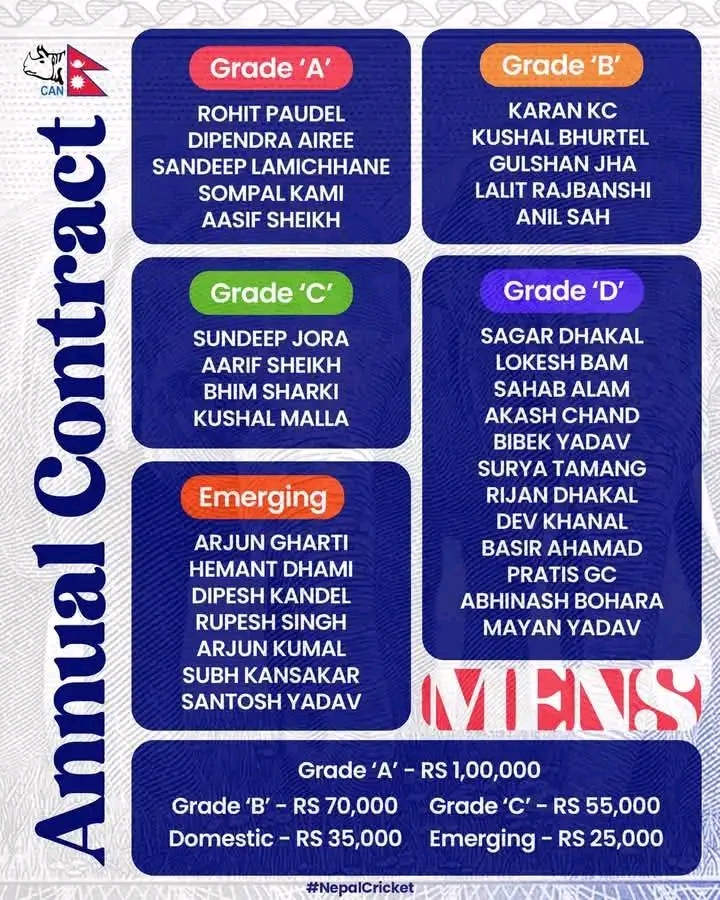 CAN
Annual Contract
Grade ‘A’
ROHIT PAUDEL
DIPENDRA AIREE
SANDEEP LAMICHHANE
SOMPAL KAMI
AASIF SHEIKH
Grade ‘B’
KARAN KC
KUSHAL BHURTEL
GULSHAN JHA
LALIT RAJBANSHI
ANIL SAH
Grade ‘C’
SUNDEEP JORA
AARIF SHEIKH
BHIM SHARKI
KUSHAL MALLA
Grade ‘D’
SAGAR DHAKAL
LOKESH BAM
SAHAB ALAM
AKASH CHAND
BIBEK YADAV
SURYA TAMANG
RIJAN DHAKAL
DEV KHANAL
BASIR AHAMAD
PRATIS GC
ABHINASH BOHARA
MAYAN YADAV
Emerging
ARJUN GHARTI
HEMANT DHAMI
DIPESH KANDEL
RUPESH SINGH
ARJUN KUMAL
SUBH KANSAKAR
SANTOSH YADAV
MENS
Grade ‘A’ – RS 1,00,000
Grade ‘B’ – RS 70,000 Grade ‘C’ – RS 55,000
Domestic – RS 35,000 Emerging – RS 25,000
#NepalCricket